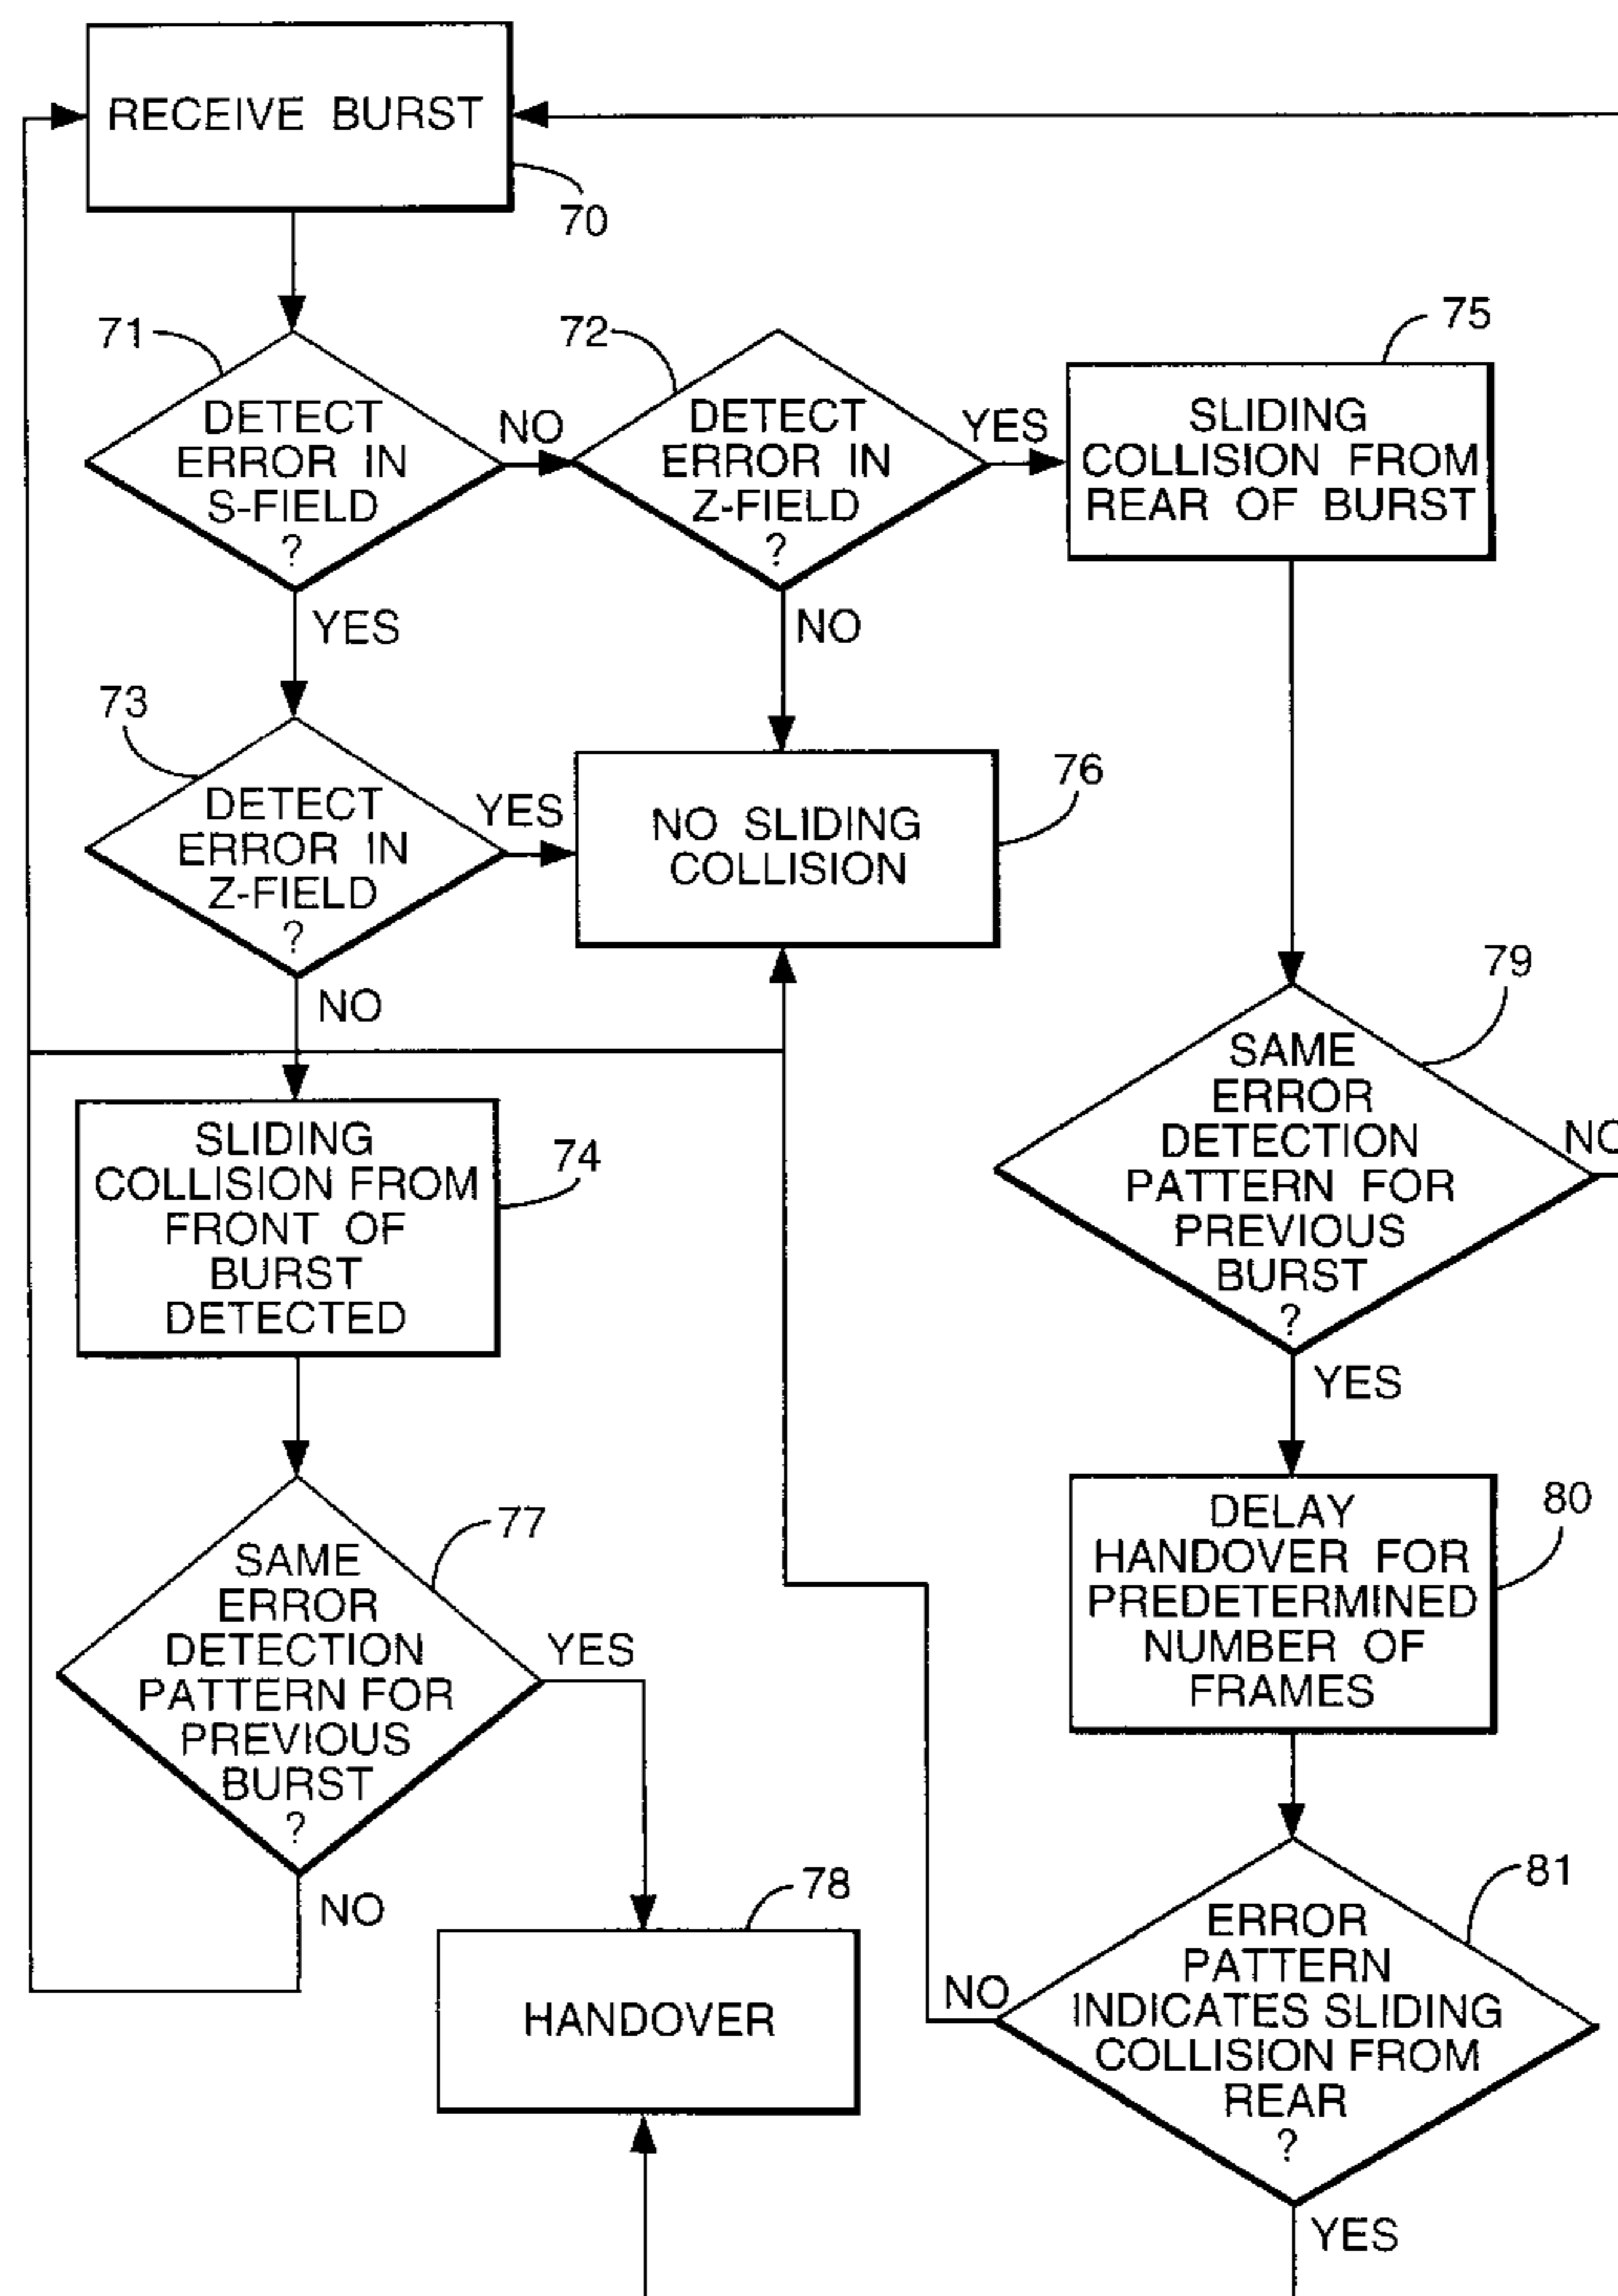 RECEIVE BURST
70
71
DETECT
ERROR IN
S-FIELD
?
NO
YES
72
DETECT
ERROR IN
Z-FIELD
?
YES
NO
75
SLIDING
COLLISION FROM
REAR OF BURST
73
DETECT
ERROR IN
Z-FIELD
?
YES
NO
76
NO SLIDING
COLLISION
74
SLIDING
COLLISION FROM
FRONT OF
BURST
DETECTED
79
SAME
ERROR
DETECTION
PATTERN FOR
PREVIOUS
BURST
?
NO
YES
77
SAME
ERROR
DETECTION
PATTERN FOR
PREVIOUS
BURST
?
YES
NO
80
DELAY
HANDOVER FOR
PREDETERMINED
NUMBER OF
FRAMES
78
HANDOVER
81
ERROR
PATTERN
INDICATES SLIDING
COLLISION FROM
REAR
?
NO
YES